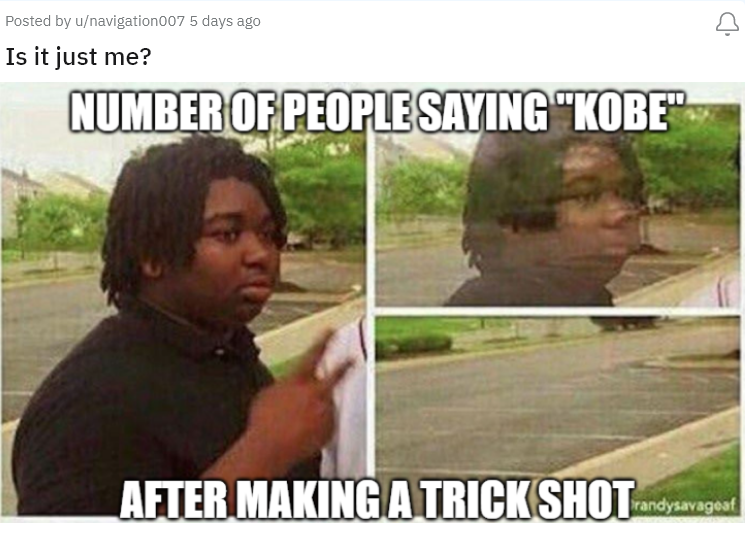 Posted by u/navigation007 5 days ago
Is it just me?
NUMBER OF PEOPLE SAYING "KOBE"
AFTER MAKING A TRICK SHOT
randysavageaf